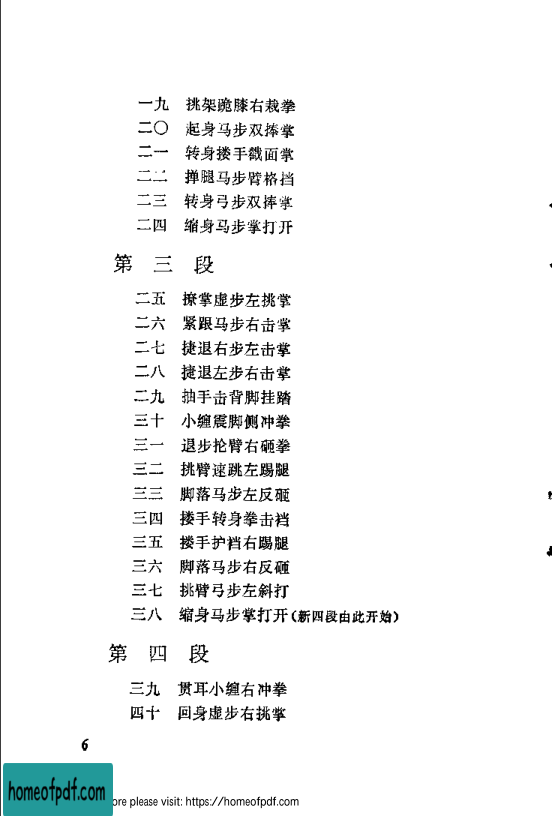 一九 挑架跪膝右栽拳
二〇 起身马步双捧掌
二一 转身搂手戳面掌
二二 掸腿马步臂格挡
二三 转身弓步双捧掌
二四 缩身马步掌打开
第三段
二五 撩掌虚步左挑掌
二六 紧跟马步右击掌
二七 捷退右步左击掌
二八 捷退左步右击掌
二九 抽手击背脚挂踏
三十 小缠震脚侧冲拳
三一 退步抡臂右砸拳
三二 挑臂速跳左踢腿
三三 脚落马步左反砸
三四 搂手转身拳击裆
三五 搂手护裆右踢腿
三六 脚落马步右反砸
三七 挑臂弓步左斜打
三八 缩身马步掌打开(新四段由此开始)
第四段
三九 贯耳小缠右冲拳
四十 回身虚步右挑掌
6
homeofpdf.com
ore please visit: https://homeofpdf.com